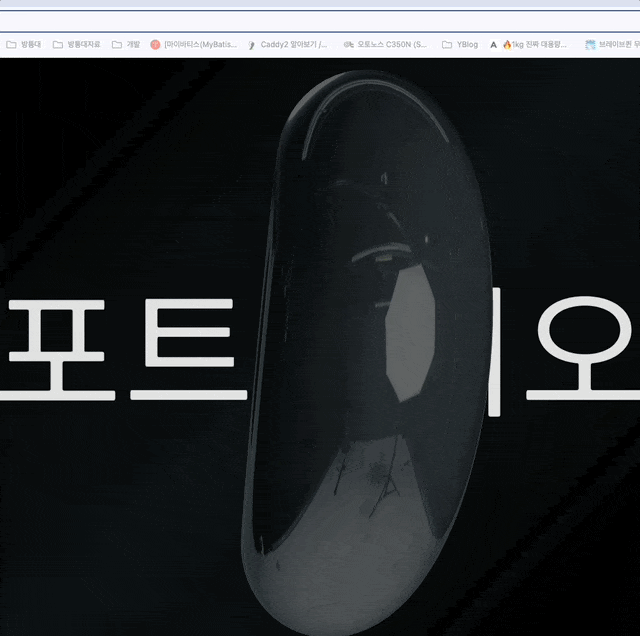 방통대 방통대자료 개발 [마이바티스(MyBatis... Caddy2 알아보기 /... 오토노스 C350N (S... YBlog 🔥1kg 진짜 대용량... 브레이브퀸 무
포트 오